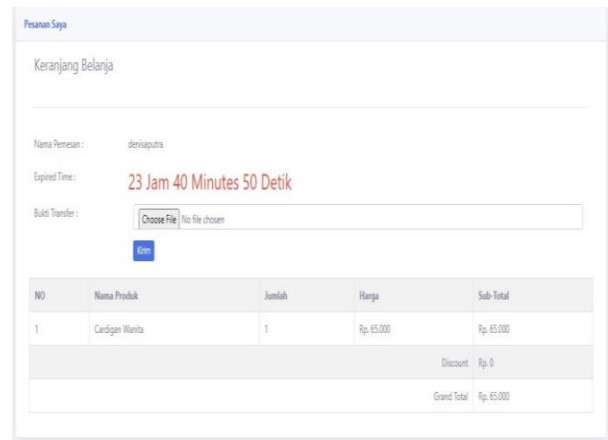 Pesanan Saya
Keranjang Belanja
Nama Pemesan : denisaputra
Expired Time : 23 Jam 40 Minutes 50 Detik
Bukti Transfer : Choose File No file chosen
Kirim
NO Nama Produk Jumlah Harga Sub-Total
1 Cardigan Wanita 1 Rp. 65.000 Rp. 65.000
Discount Rp. 0
Grand Total Rp. 65.000